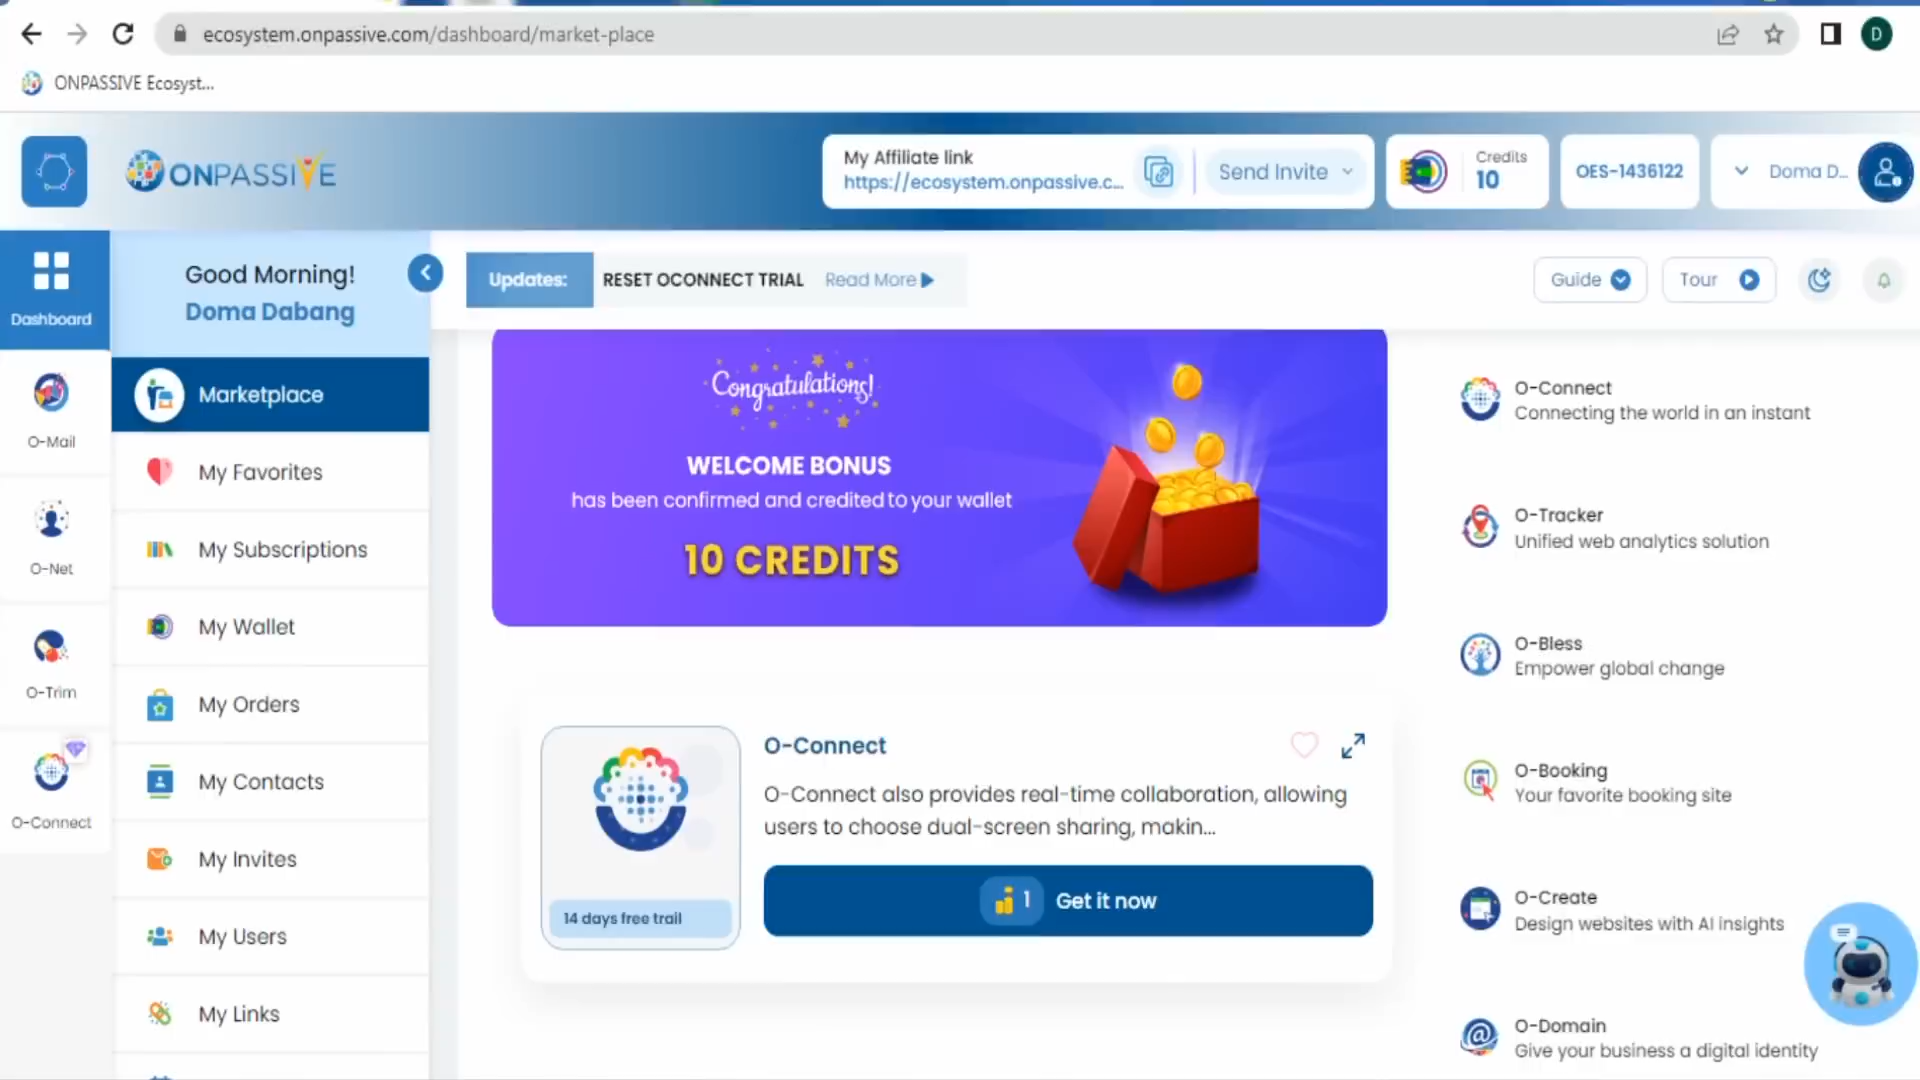 ecosystem.onpassive.com/dashboard/market-place
D
ONPASSIVE Ecosyst...
ONPASSIVE
My Affiliate link
https://ecosystem.onpassive.c...
Send Invite
Credits
10
OES-1436122
Doma D...
Dashboard
O-Mail
O-Net
O-Trim
O-Connect
Good Morning!
Doma Dabang
Marketplace
My Favorites
My Subscriptions
My Wallet
My Orders
My Contacts
My Invites
My Users
My Links
Updates: RESET OCONNECT TRIAL Read More
Guide
Tour
Congratulations!
WELCOME BONUS
has been confirmed and credited to your wallet
10 CREDITS
14 days free trail
O-Connect
O-Connect also provides real-time collaboration, allowing
users to choose dual-screen sharing, makin...
1 Get it now
O-Connect
Connecting the world in an instant
O-Tracker
Unified web analytics solution
O-Bless
Empower global change
O-Booking
Your favorite booking site
O-Create
Design websites with AI insights
O-Domain
Give your business a digital identity